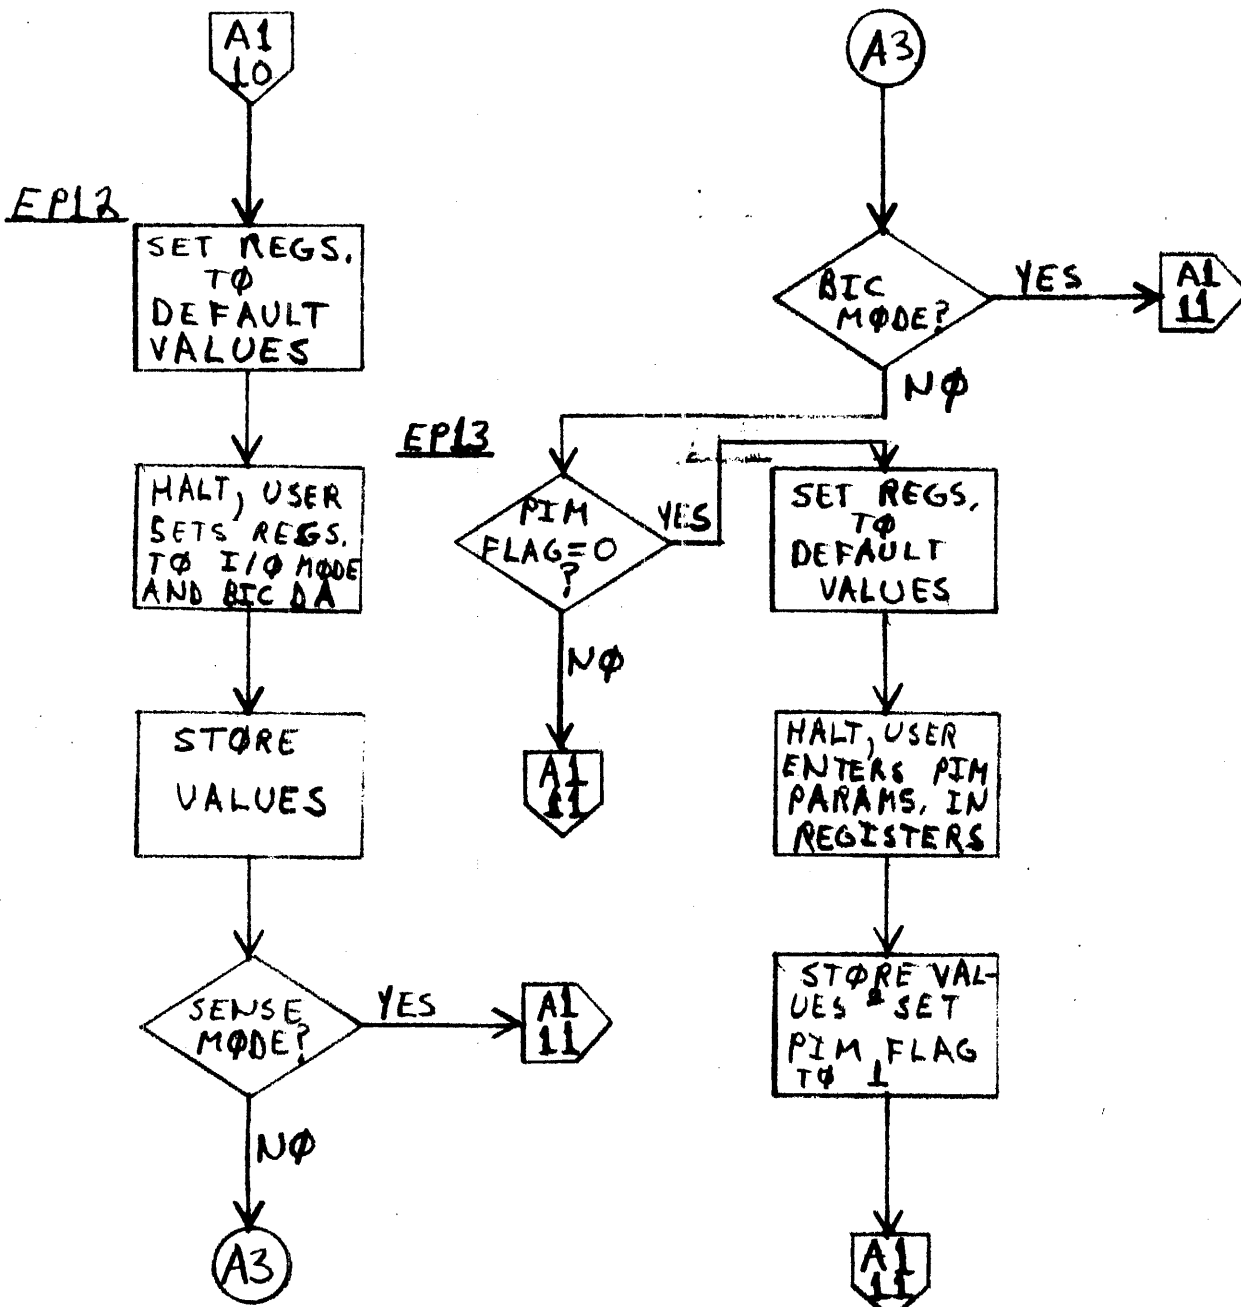 A1
10
EP12
SET REGS.
TØ
DEFAULT
VALUES
HALT, USER
SETS REGS.
TØ I/Ø MØDE
AND BIC DA
STØRE
VALUES
SENSE
MØDE?
YES
A1
11
NØ
A3
A3
BIC
MØDE?
YES
A1
11
NØ
EP13
PIM
FLAG=0
?
YES
NØ
A1
11
SET REGS.
TØ
DEFAULT
VALUES
HALT, USER
ENTERS PIM
PARAMS. IN
REGISTERS
STØRE VAL-
UES & SET
PIM FLAG
TØ 1
A1
11